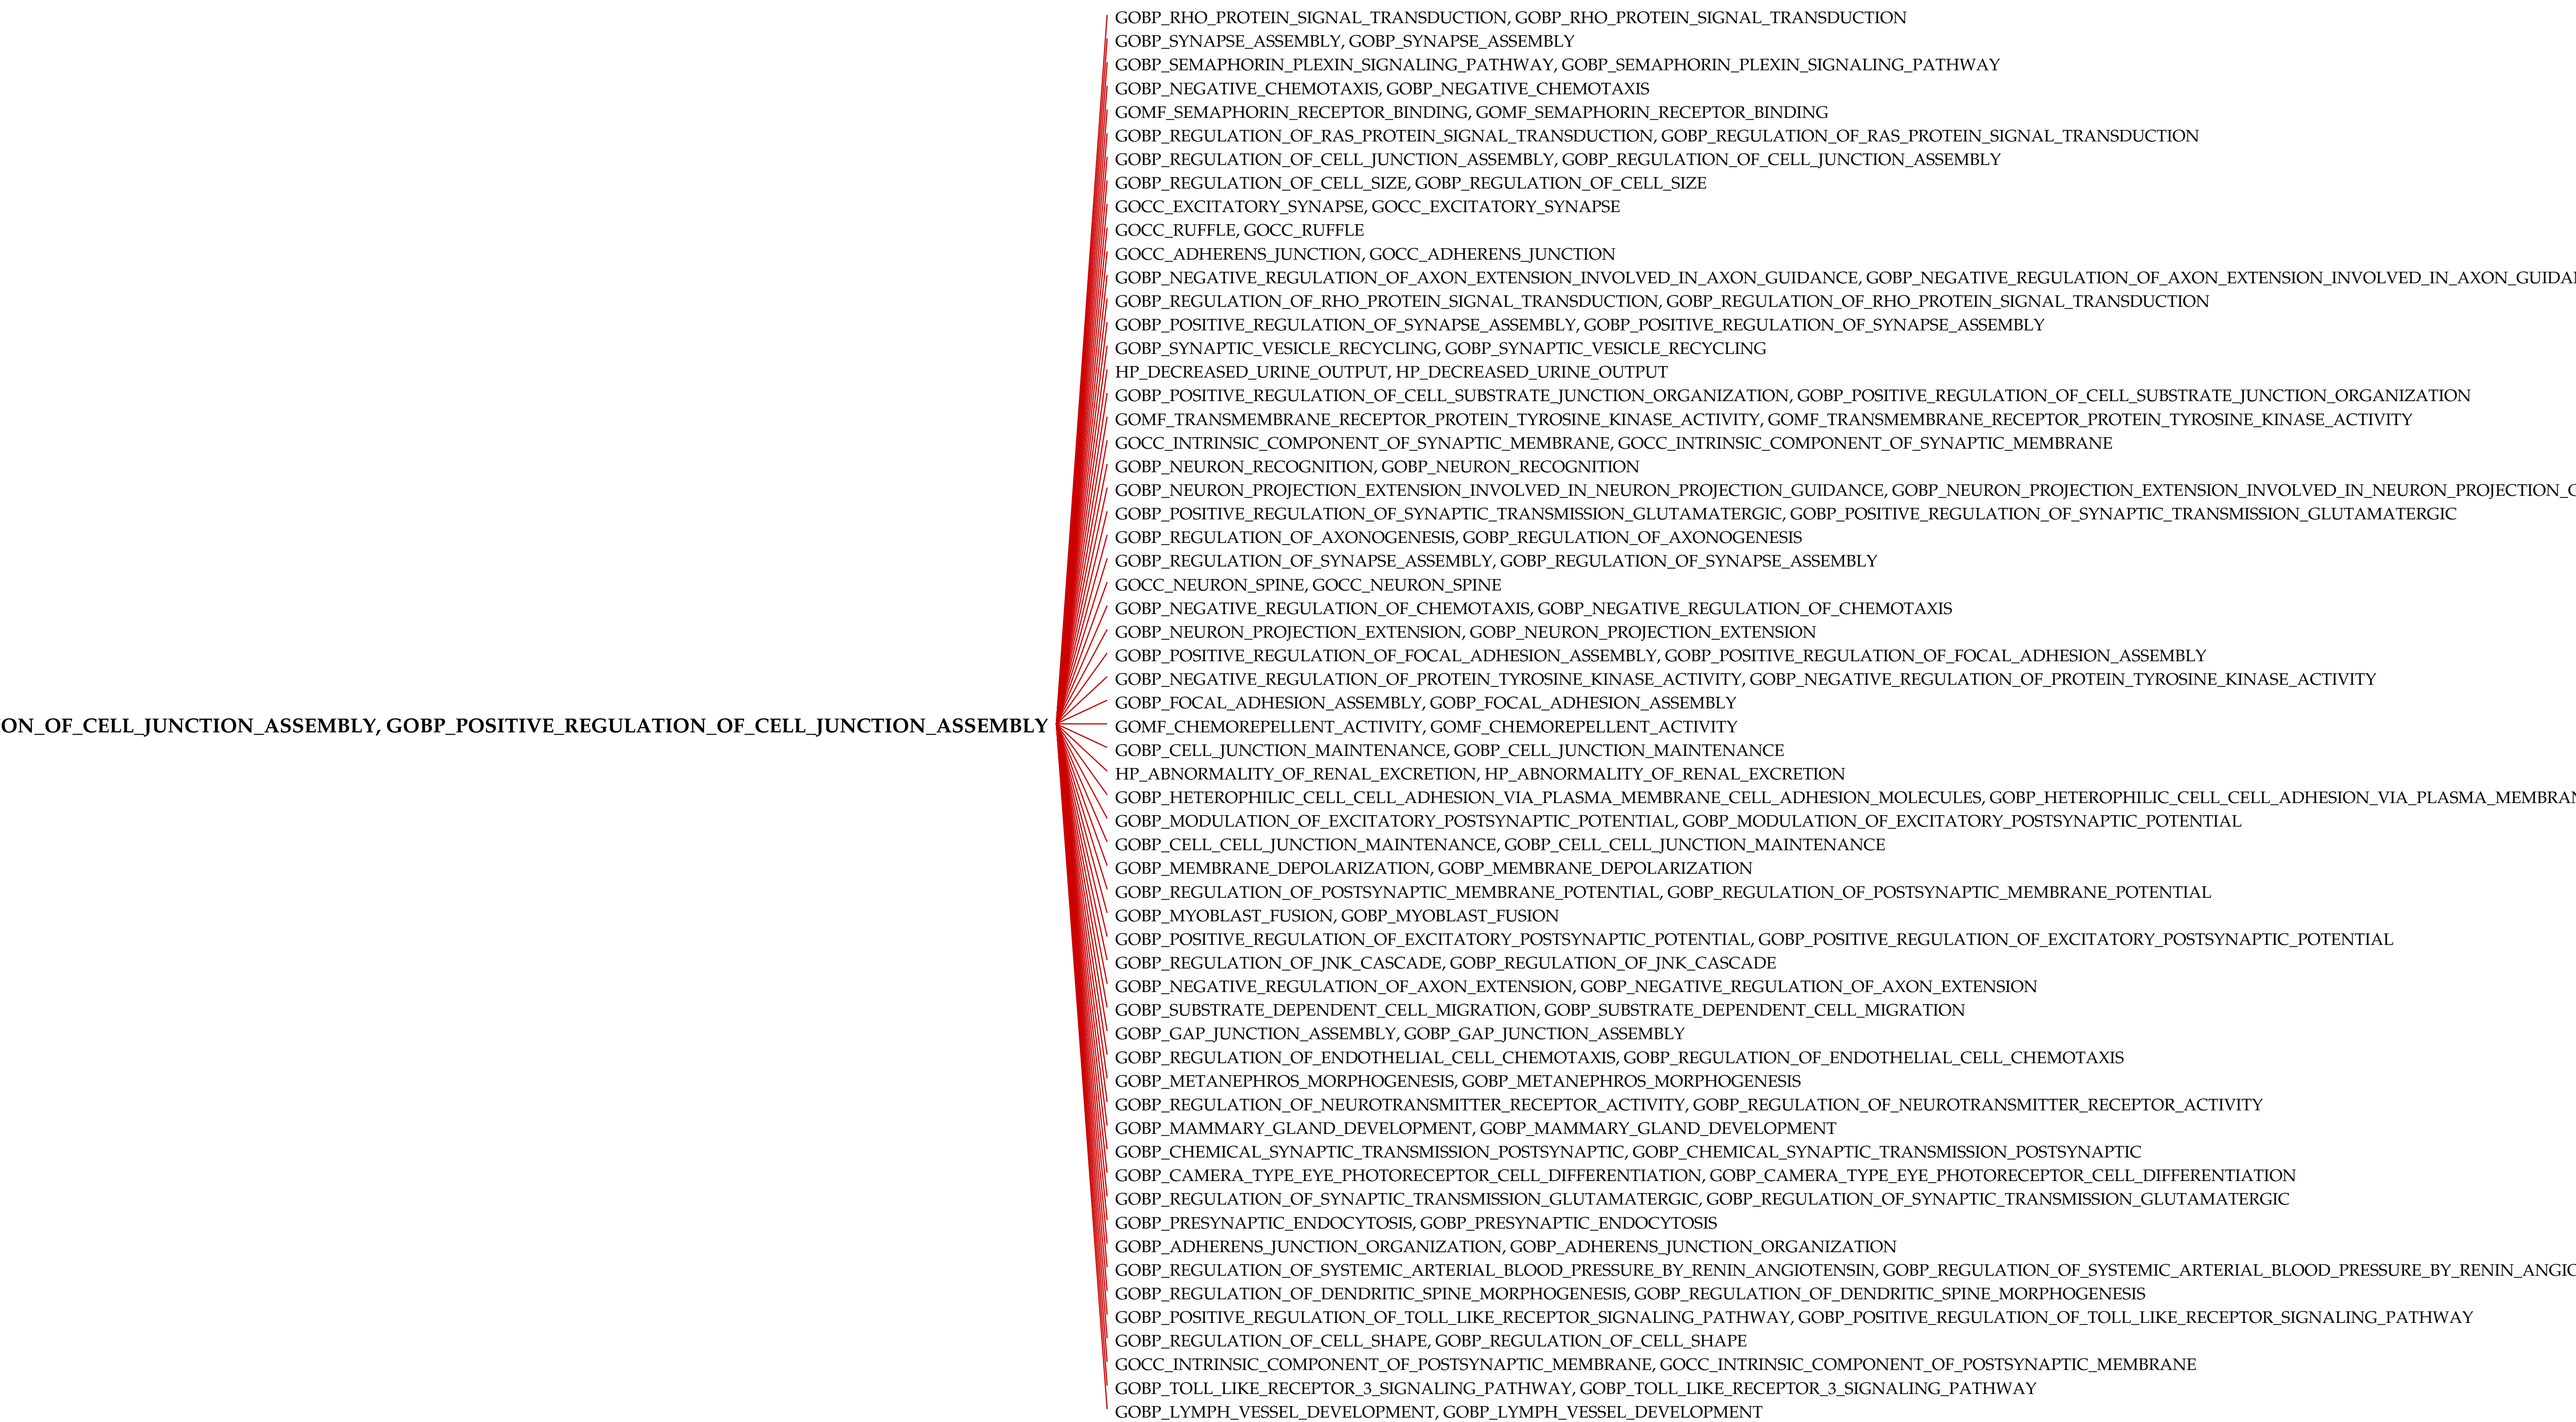 GOBP_RHO_PROTEIN_SIGNAL_TRANSDUCTION, GOBP_RHO_PROTEIN_SIGNAL_TRANSDUCTION
GOBP_SYNAPSE_ASSEMBLY, GOBP_SYNAPSE_ASSEMBLY
GOBP_SEMAPHORIN_PLEXIN_SIGNALING_PATHWAY, GOBP_SEMAPHORIN_PLEXIN_SIGNALING_PATHWAY
GOBP_NEGATIVE_CHEMOTAXIS, GOBP_NEGATIVE_CHEMOTAXIS
GOMF_SEMAPHORIN_RECEPTOR_BINDING, GOMF_SEMAPHORIN_RECEPTOR_BINDING
GOBP_REGULATION_OF_RAS_PROTEIN_SIGNAL_TRANSDUCTION, GOBP_REGULATION_OF_RAS_PROTEIN_SIGNAL_TRANSDUCTION
GOBP_REGULATION_OF_CELL_JUNCTION_ASSEMBLY, GOBP_REGULATION_OF_CELL_JUNCTION_ASSEMBLY
GOBP_REGULATION_OF_CELL_SIZE, GOBP_REGULATION_OF_CELL_SIZE
GOCC_EXCITATORY_SYNAPSE, GOCC_EXCITATORY_SYNAPSE
GOCC_RUFFLE, GOCC_RUFFLE
GOCC_ADHERENS_JUNCTION, GOCC_ADHERENS_JUNCTION
GOBP_NEGATIVE_REGULATION_OF_AXON_EXTENSION_INVOLVED_IN_AXON_GUIDANCE, GOBP_NEGATIVE_REGULATION_OF_AXON_EXTENSION_INVOLVED_IN_AXON_GUIDA
GOBP_REGULATION_OF_RHO_PROTEIN_SIGNAL_TRANSDUCTION, GOBP_REGULATION_OF_RHO_PROTEIN_SIGNAL_TRANSDUCTION
GOBP_POSITIVE_REGULATION_OF_SYNAPSE_ASSEMBLY, GOBP_POSITIVE_REGULATION_OF_SYNAPSE_ASSEMBLY
GOBP_SYNAPTIC_VESICLE_RECYCLING, GOBP_SYNAPTIC_VESICLE_RECYCLING
HP_DECREASED_URINE_OUTPUT, HP_DECREASED_URINE_OUTPUT
GOBP_POSITIVE_REGULATION_OF_CELL_SUBSTRATE_JUNCTION_ORGANIZATION, GOBP_POSITIVE_REGULATION_OF_CELL_SUBSTRATE_JUNCTION_ORGANIZATION
GOMF_TRANSMEMBRANE_RECEPTOR_PROTEIN_TYROSINE_KINASE_ACTIVITY, GOMF_TRANSMEMBRANE_RECEPTOR_PROTEIN_TYROSINE_KINASE_ACTIVITY
GOCC_INTRINSIC_COMPONENT_OF_SYNAPTIC_MEMBRANE, GOCC_INTRINSIC_COMPONENT_OF_SYNAPTIC_MEMBRANE
GOBP_NEURON_RECOGNITION, GOBP_NEURON_RECOGNITION
GOBP_NEURON_PROJECTION_EXTENSION_INVOLVED_IN_NEURON_PROJECTION_GUIDANCE, GOBP_NEURON_PROJECTION_EXTENSION_INVOLVED_IN_NEURON_PROJECTION_G
GOBP_POSITIVE_REGULATION_OF_SYNAPTIC_TRANSMISSION_GLUTAMATERGIC, GOBP_POSITIVE_REGULATION_OF_SYNAPTIC_TRANSMISSION_GLUTAMATERGIC
GOBP_REGULATION_OF_AXONOGENESIS, GOBP_REGULATION_OF_AXONOGENESIS
GOBP_REGULATION_OF_SYNAPSE_ASSEMBLY, GOBP_REGULATION_OF_SYNAPSE_ASSEMBLY
GOCC_NEURON_SPINE, GOCC_NEURON_SPINE
GOBP_NEGATIVE_REGULATION_OF_CHEMOTAXIS, GOBP_NEGATIVE_REGULATION_OF_CHEMOTAXIS
GOBP_NEURON_PROJECTION_EXTENSION, GOBP_NEURON_PROJECTION_EXTENSION
GOBP_POSITIVE_REGULATION_OF_FOCAL_ADHESION_ASSEMBLY, GOBP_POSITIVE_REGULATION_OF_FOCAL_ADHESION_ASSEMBLY
GOBP_NEGATIVE_REGULATION_OF_PROTEIN_TYROSINE_KINASE_ACTIVITY, GOBP_NEGATIVE_REGULATION_OF_PROTEIN_TYROSINE_KINASE_ACTIVITY
GOBP_FOCAL_ADHESION_ASSEMBLY, GOBP_FOCAL_ADHESION_ASSEMBLY
ON_OF_CELL_JUNCTION_ASSEMBLY, GOBP_POSITIVE_REGULATION_OF_CELL_JUNCTION_ASSEMBLY
GOMF_CHEMOREPELLENT_ACTIVITY, GOMF_CHEMOREPELLENT_ACTIVITY
GOBP_CELL_JUNCTION_MAINTENANCE, GOBP_CELL_JUNCTION_MAINTENANCE
HP_ABNORMALITY_OF_RENAL_EXCRETION, HP_ABNORMALITY_OF_RENAL_EXCRETION
GOBP_HETEROPHILIC_CELL_CELL_ADHESION_VIA_PLASMA_MEMBRANE_CELL_ADHESION_MOLECULES, GOBP_HETEROPHILIC_CELL_CELL_ADHESION_VIA_PLASMA_MEMBRAN
GOBP_MODULATION_OF_EXCITATORY_POSTSYNAPTIC_POTENTIAL, GOBP_MODULATION_OF_EXCITATORY_POSTSYNAPTIC_POTENTIAL
GOBP_CELL_CELL_JUNCTION_MAINTENANCE, GOBP_CELL_CELL_JUNCTION_MAINTENANCE
GOBP_MEMBRANE_DEPOLARIZATION, GOBP_MEMBRANE_DEPOLARIZATION
GOBP_REGULATION_OF_POSTSYNAPTIC_MEMBRANE_POTENTIAL, GOBP_REGULATION_OF_POSTSYNAPTIC_MEMBRANE_POTENTIAL
GOBP_MYOBLAST_FUSION, GOBP_MYOBLAST_FUSION
GOBP_POSITIVE_REGULATION_OF_EXCITATORY_POSTSYNAPTIC_POTENTIAL, GOBP_POSITIVE_REGULATION_OF_EXCITATORY_POSTSYNAPTIC_POTENTIAL
GOBP_REGULATION_OF_JNK_CASCADE, GOBP_REGULATION_OF_JNK_CASCADE
GOBP_NEGATIVE_REGULATION_OF_AXON_EXTENSION, GOBP_NEGATIVE_REGULATION_OF_AXON_EXTENSION
GOBP_SUBSTRATE_DEPENDENT_CELL_MIGRATION, GOBP_SUBSTRATE_DEPENDENT_CELL_MIGRATION
GOBP_GAP_JUNCTION_ASSEMBLY, GOBP_GAP_JUNCTION_ASSEMBLY
GOBP_REGULATION_OF_ENDOTHELIAL_CELL_CHEMOTAXIS, GOBP_REGULATION_OF_ENDOTHELIAL_CELL_CHEMOTAXIS
GOBP_METANEPHROS_MORPHOGENESIS, GOBP_METANEPHROS_MORPHOGENESIS
GOBP_REGULATION_OF_NEUROTRANSMITTER_RECEPTOR_ACTIVITY, GOBP_REGULATION_OF_NEUROTRANSMITTER_RECEPTOR_ACTIVITY
GOBP_MAMMARY_GLAND_DEVELOPMENT, GOBP_MAMMARY_GLAND_DEVELOPMENT
GOBP_CHEMICAL_SYNAPTIC_TRANSMISSION_POSTSYNAPTIC, GOBP_CHEMICAL_SYNAPTIC_TRANSMISSION_POSTSYNAPTIC
GOBP_CAMERA_TYPE_EYE_PHOTORECEPTOR_CELL_DIFFERENTIATION, GOBP_CAMERA_TYPE_EYE_PHOTORECEPTOR_CELL_DIFFERENTIATION
GOBP_REGULATION_OF_SYNAPTIC_TRANSMISSION_GLUTAMATERGIC, GOBP_REGULATION_OF_SYNAPTIC_TRANSMISSION_GLUTAMATERGIC
GOBP_PRESYNAPTIC_ENDOCYTOSIS, GOBP_PRESYNAPTIC_ENDOCYTOSIS
GOBP_ADHERENS_JUNCTION_ORGANIZATION, GOBP_ADHERENS_JUNCTION_ORGANIZATION
GOBP_REGULATION_OF_SYSTEMIC_ARTERIAL_BLOOD_PRESSURE_BY_RENIN_ANGIOTENSIN, GOBP_REGULATION_OF_SYSTEMIC_ARTERIAL_BLOOD_PRESSURE_BY_RENIN_ANGIO
GOBP_REGULATION_OF_DENDRITIC_SPINE_MORPHOGENESIS, GOBP_REGULATION_OF_DENDRITIC_SPINE_MORPHOGENESIS
GOBP_POSITIVE_REGULATION_OF_TOLL_LIKE_RECEPTOR_SIGNALING_PATHWAY, GOBP_POSITIVE_REGULATION_OF_TOLL_LIKE_RECEPTOR_SIGNALING_PATHWAY
GOBP_REGULATION_OF_CELL_SHAPE, GOBP_REGULATION_OF_CELL_SHAPE
GOCC_INTRINSIC_COMPONENT_OF_POSTSYNAPTIC_MEMBRANE, GOCC_INTRINSIC_COMPONENT_OF_POSTSYNAPTIC_MEMBRANE
GOBP_TOLL_LIKE_RECEPTOR_3_SIGNALING_PATHWAY, GOBP_TOLL_LIKE_RECEPTOR_3_SIGNALING_PATHWAY
GOBP_LYMPH_VESSEL_DEVELOPMENT, GOBP_LYMPH_VESSEL_DEVELOPMENT